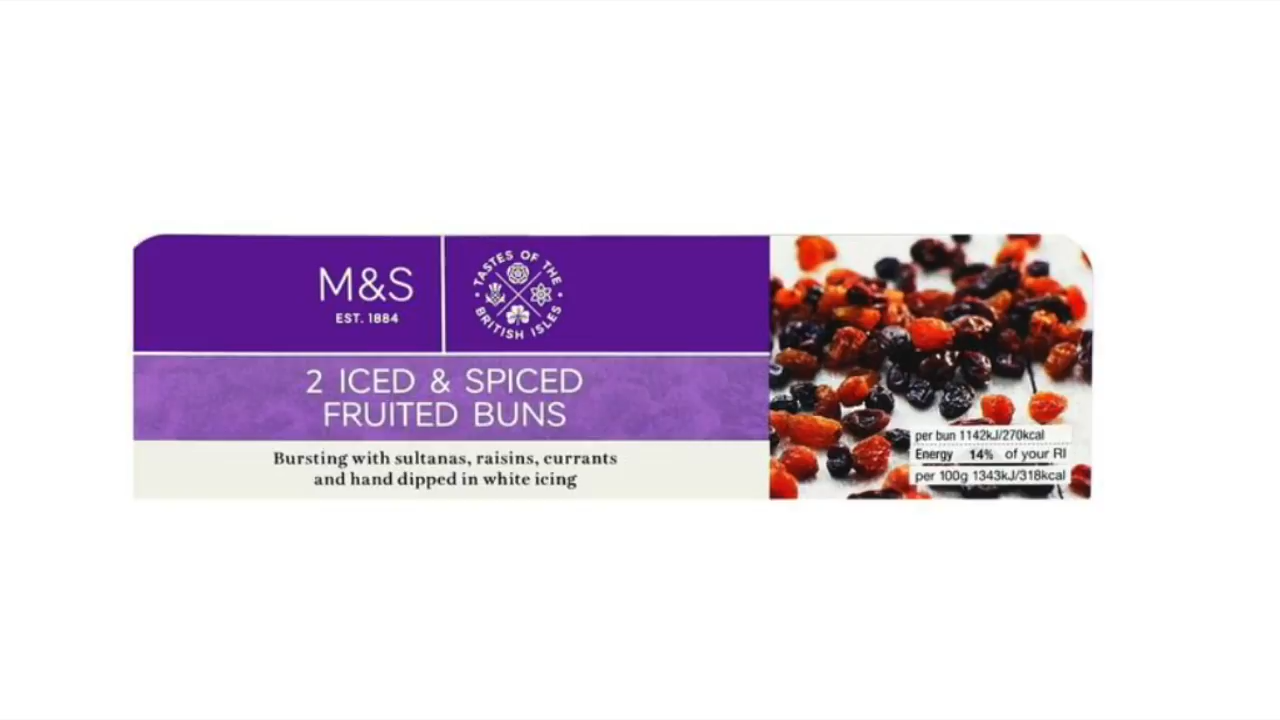 M&S
EST. 1884
TASTES OF THE
BRITISH ISLES
2 ICED & SPICED
FRUITED BUNS
Bursting with sultanas, raisins, currants
and hand dipped in white icing
per bun 1142kJ/270kcal
Energy 14% of your RI
per 100g 1343kJ/318kcal